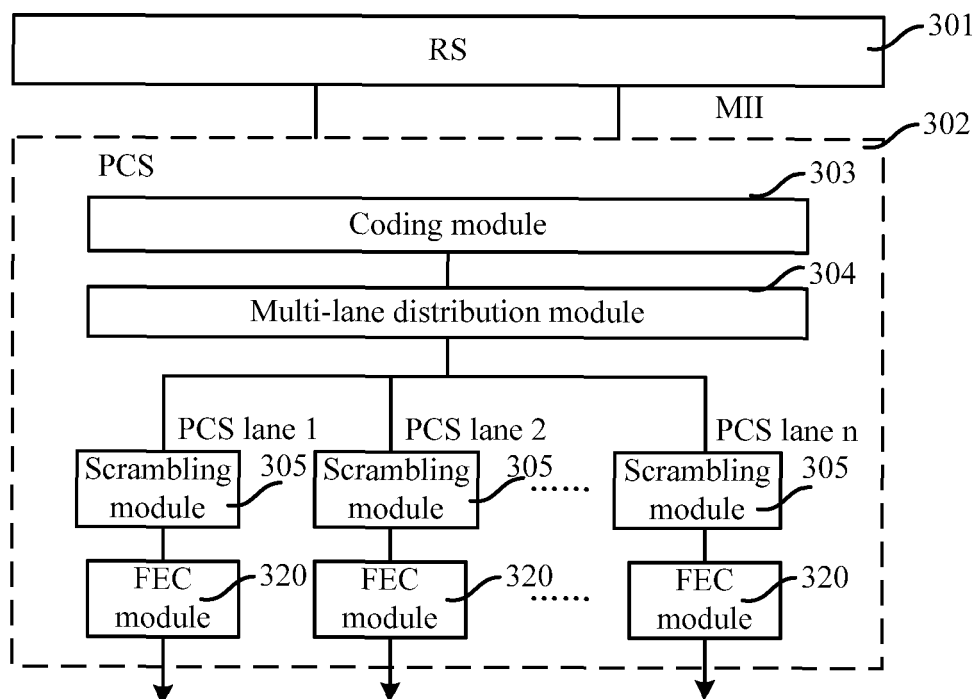 RS
301
MII
302
PCS
303
Coding module
304
Multi-lane distribution module
PCS lane 1
PCS lane 2
PCS lane n
Scrambling
module
305
Scrambling
module
305
......
Scrambling
module
305
FEC
module
320
FEC
module
320
......
FEC
module
320